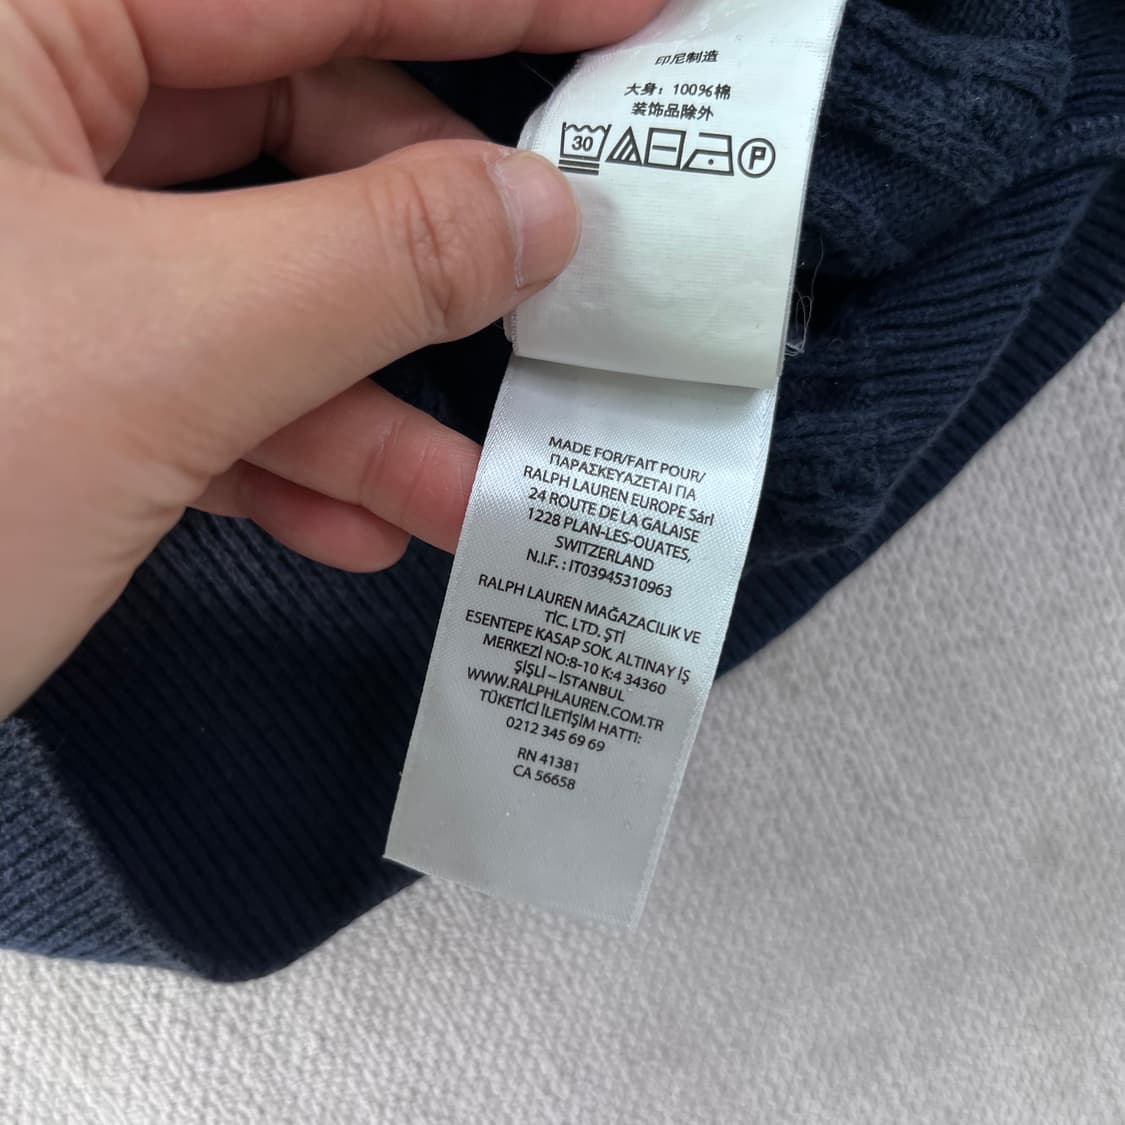 印尼制造
大身：100%棉
装饰品除外
30 P
MADE FOR/FAIT POUR/
ΠΑΡΑΣΚΕΥΑΖΕΤΑΙ ΓΙΑ
RALPH LAUREN EUROPE Sárl
24 ROUTE DE LA GALAISE
1228 PLAN-LES-OUATES,
SWITZERLAND
N.I.F. : IT03945310963
RALPH LAUREN MAĞAZACILIK VE
TİC. LTD. ŞTİ
ESENTEPE KASAP SOK. ALTINAY İŞ
MERKEZİ NO:8-10 K:4 34360
ŞİŞLİ – İSTANBUL
WWW.RALPHLAUREN.COM.TR
TÜKETİCİ İLETİŞİM HATTI:
0212 345 69 69
RN 41381
CA 56658